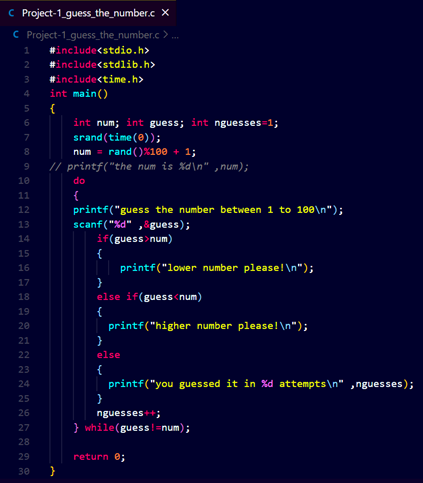 C Project-1_guess_the_number.c ×
C Project-1_guess_the_number.c > ...
1 #include<stdio.h>
2 #include<stdlib.h>
3 #include<time.h>
4 int main()
5 {
6 int num; int guess; int nguesses=1;
7 srand(time(0));
8 num = rand()%100 + 1;
9 // printf("the num is %d\n" ,num);
10 do
11 {
12 printf("guess the number between 1 to 100\n");
13 scanf("%d" ,&guess);
14 if(guess>num)
15 {
16 printf("lower number please!\n");
17 }
18 else if(guess<num)
19 {
20 printf("higher number please!\n");
21 }
22 else
23 {
24 printf("you guessed it in %d attempts\n" ,nguesses);
25 }
26 nguesses++;
27 } while(guess!=num);
28
29 return 0;
30 }